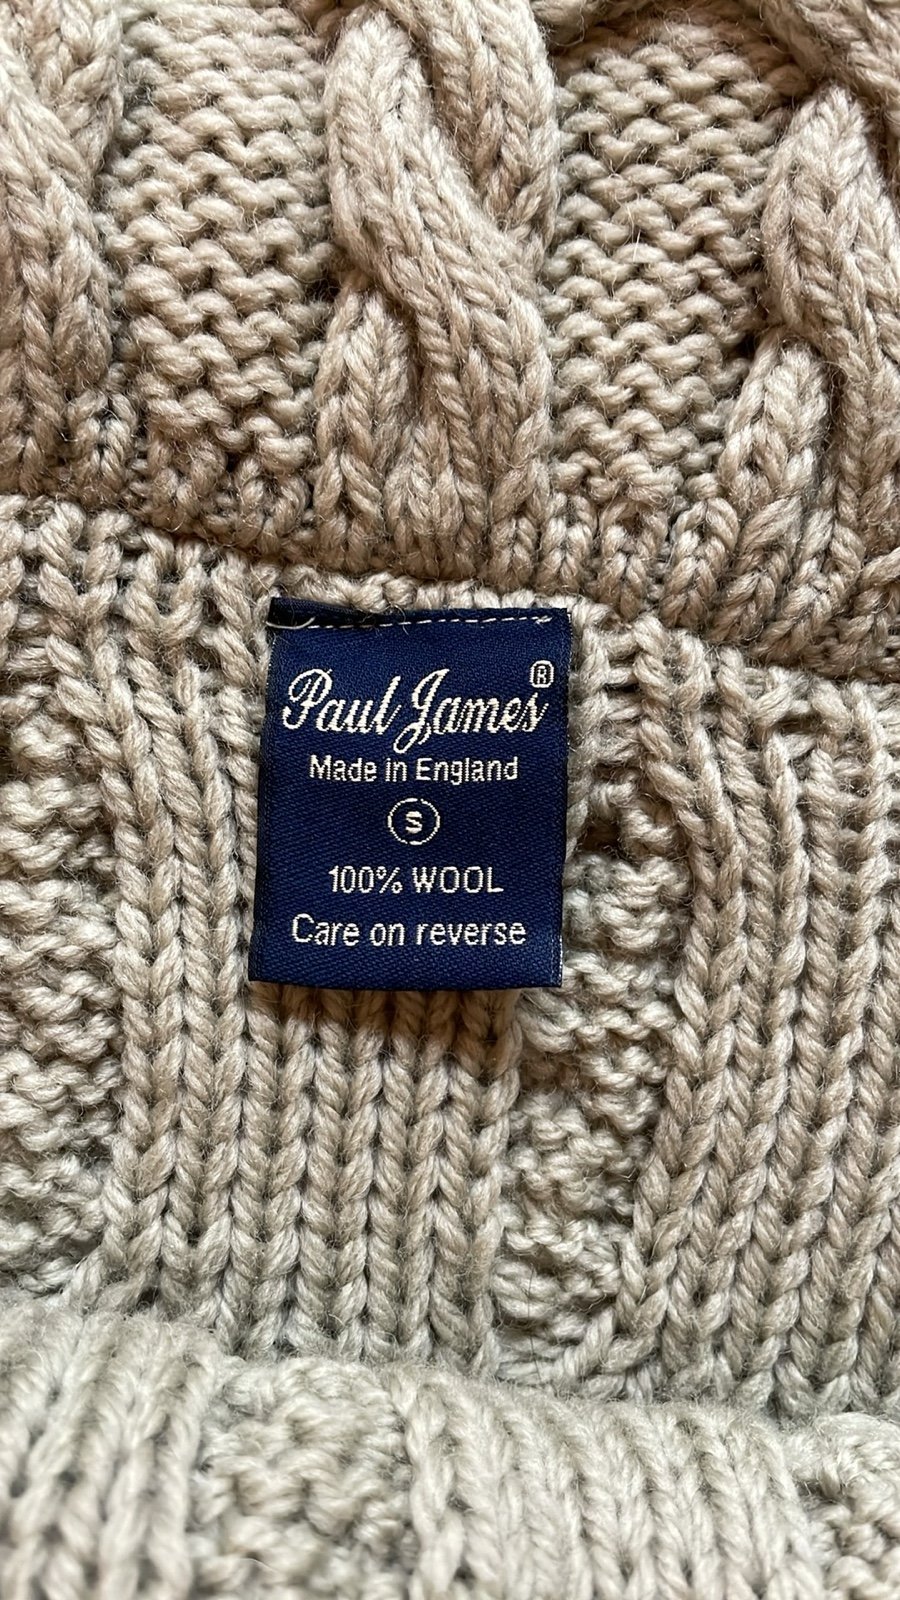 Paul James®
Made in England
S
100% WOOL
Care on reverse